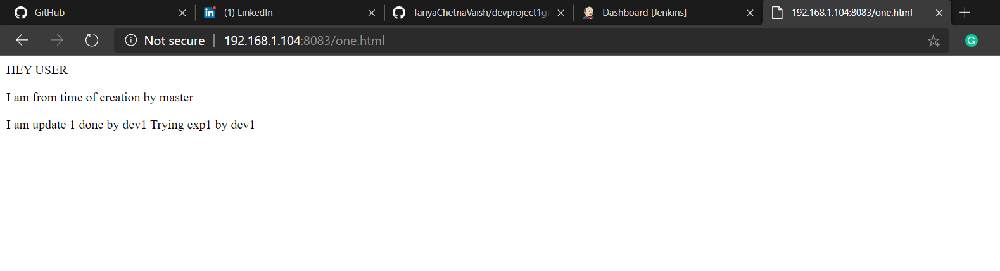 GitHub
(1) LinkedIn
TanyaChetnaVaish/devproject1gi
Dashboard [Jenkins]
192.168.1.104:8083/one.html
Not secure | 192.168.1.104:8083/one.html
HEY USER
I am from time of creation by master
I am update 1 done by dev1 Trying exp1 by dev1